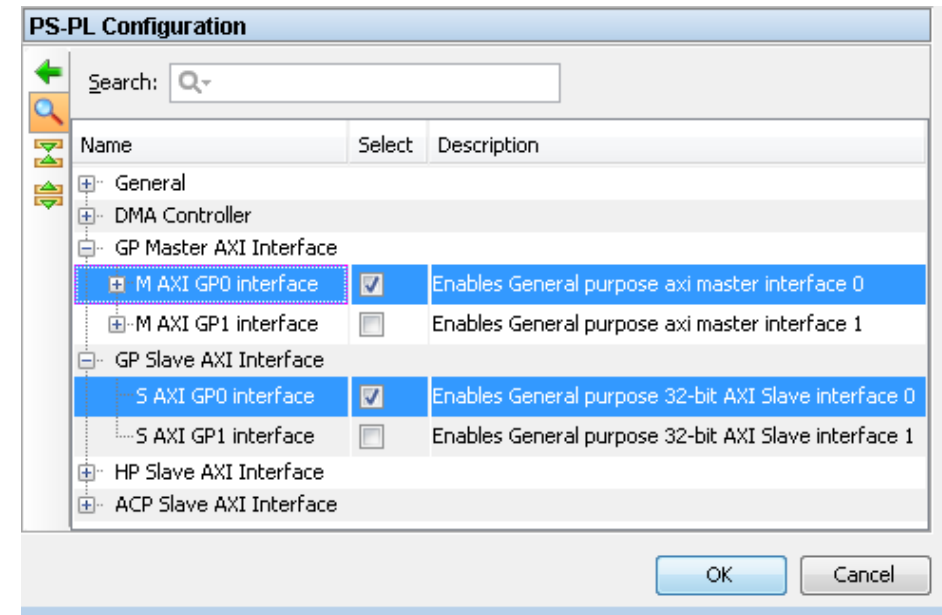 PS-PL Configuration
Search:
Name Select Description
General
DMA Controller
GP Master AXI Interface
M AXI GP0 interface Enables General purpose axi master interface 0
M AXI GP1 interface Enables General purpose axi master interface 1
GP Slave AXI Interface
S AXI GP0 interface Enables General purpose 32-bit AXI Slave interface 0
S AXI GP1 interface Enables General purpose 32-bit AXI Slave interface 1
HP Slave AXI Interface
ACP Slave AXI Interface
OK Cancel